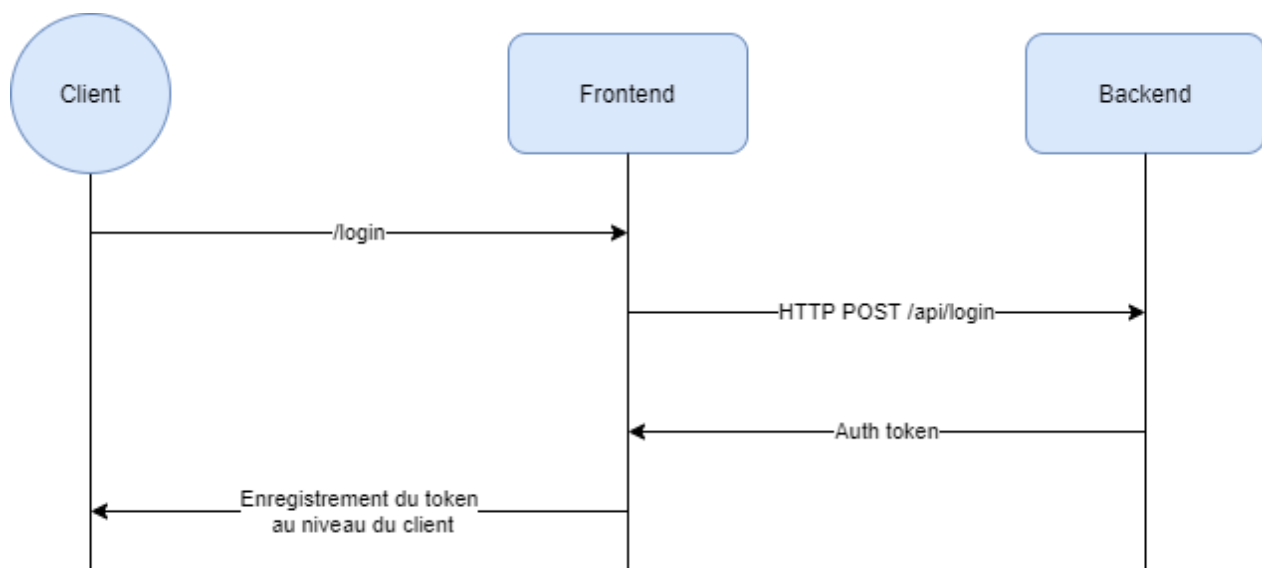 Client
Frontend
Backend
/login
HTTP POST /api/login
Auth token
Enregistrement du token
au niveau du client